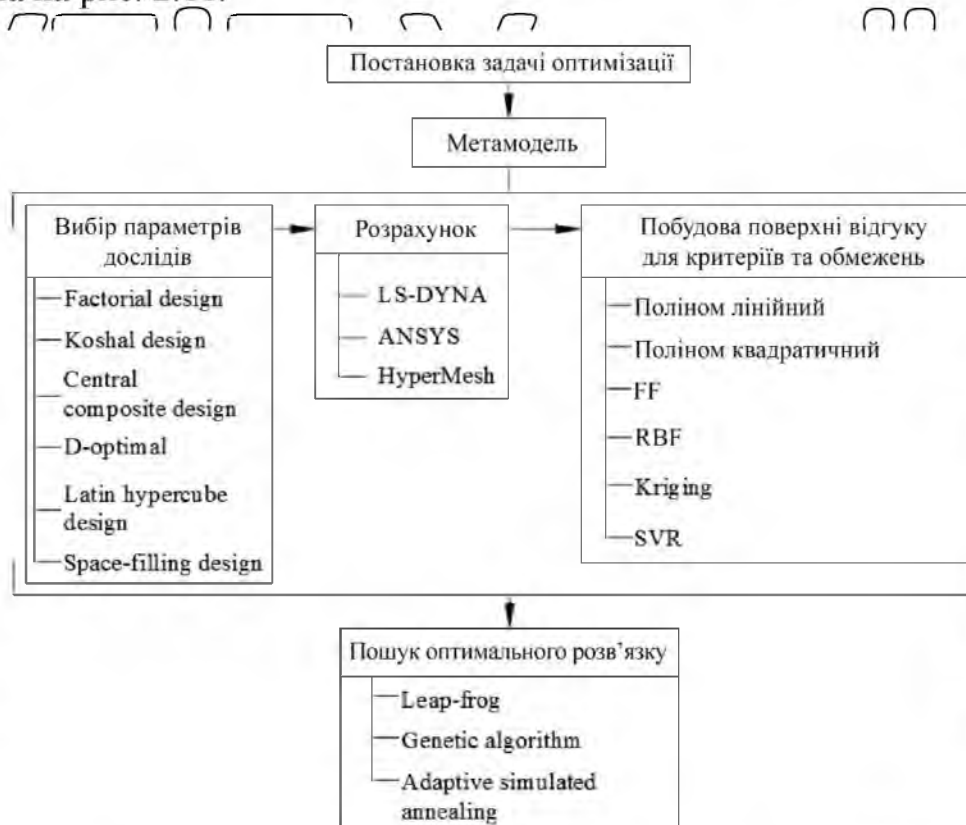 Постановка задачі оптимізації
Метамодель
Вибір параметрів
дослідів
Factorial design
Koshal design
Central
composite design
D-optimal
Latin hypercube
design
Space-filling design
Розрахунок
LS-DYNA
ANSYS
HyperMesh
Побудова поверхні відгуку
для критеріїв та обмежень
Поліном лінійний
Поліном квадратичний
FF
RBF
Kriging
SVR
Пошук оптимального розв’язку
Leap-frog
Genetic algorithm
Adaptive simulated
annealing